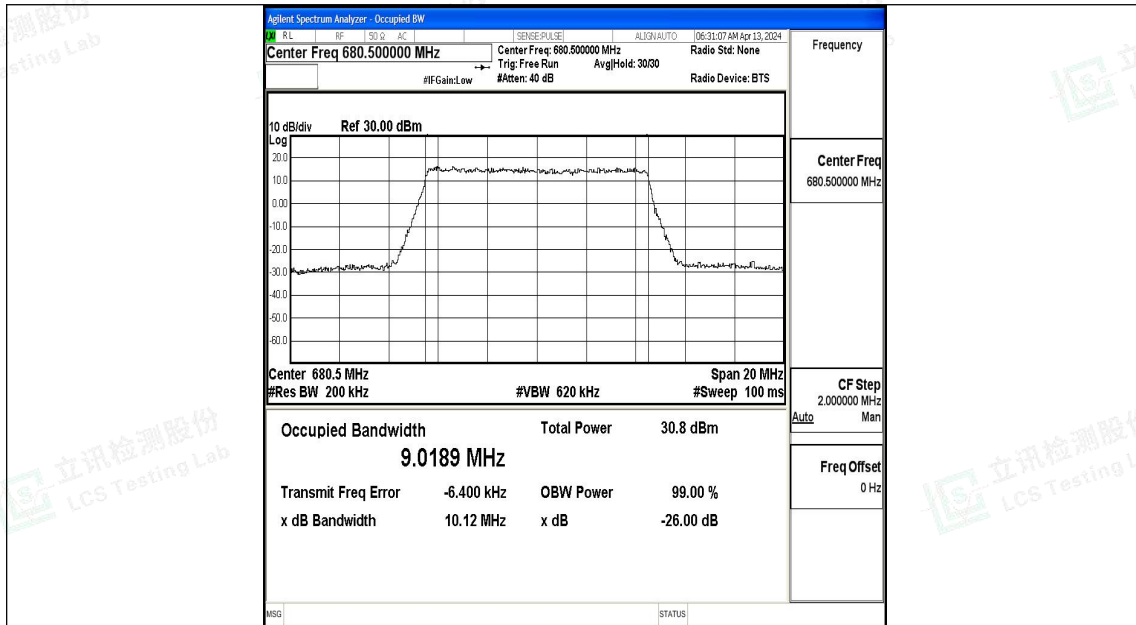 Agilent Spectrum Analyzer - Occupied BW
RL RF 50 Ω AC SENSE:PULSE ALIGNAUTO 06:31:07 AM Apr 13, 2024
Center Freq 680.500000 MHz
Center Freq: 680.500000 MHz
Radio Std: None
Trig: Free Run Avg|Hold: 30/30
#IFGain:Low
#Atten: 40 dB
Radio Device: BTS
10 dB/div Ref 30.00 dBm
Log
20.0
10.0
0.00
-10.0
-20.0
-30.0
-40.0
-50.0
-60.0
Center 680.5 MHz Span 20 MHz
#Res BW 200 kHz #VBW 620 kHz #Sweep 100 ms
Occupied Bandwidth Total Power 30.8 dBm
9.0189 MHz
Transmit Freq Error -6.400 kHz OBW Power 99.00 %
x dB Bandwidth 10.12 MHz x dB -26.00 dB
MSG STATUS
Frequency
Center Freq
680.500000 MHz
CF Step
2.000000 MHz
Auto Man
Freq Offset
0 Hz
立讯检测股份
LCS Testing Lab
立讯检测股份
LCS Testing L